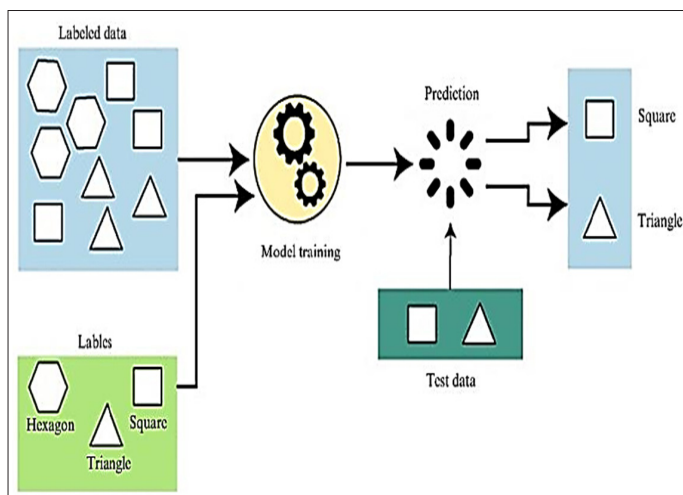 Labeled data
Prediction
Square
Triangle
Model training
Test data
Lables
Hexagon
Square
Triangle